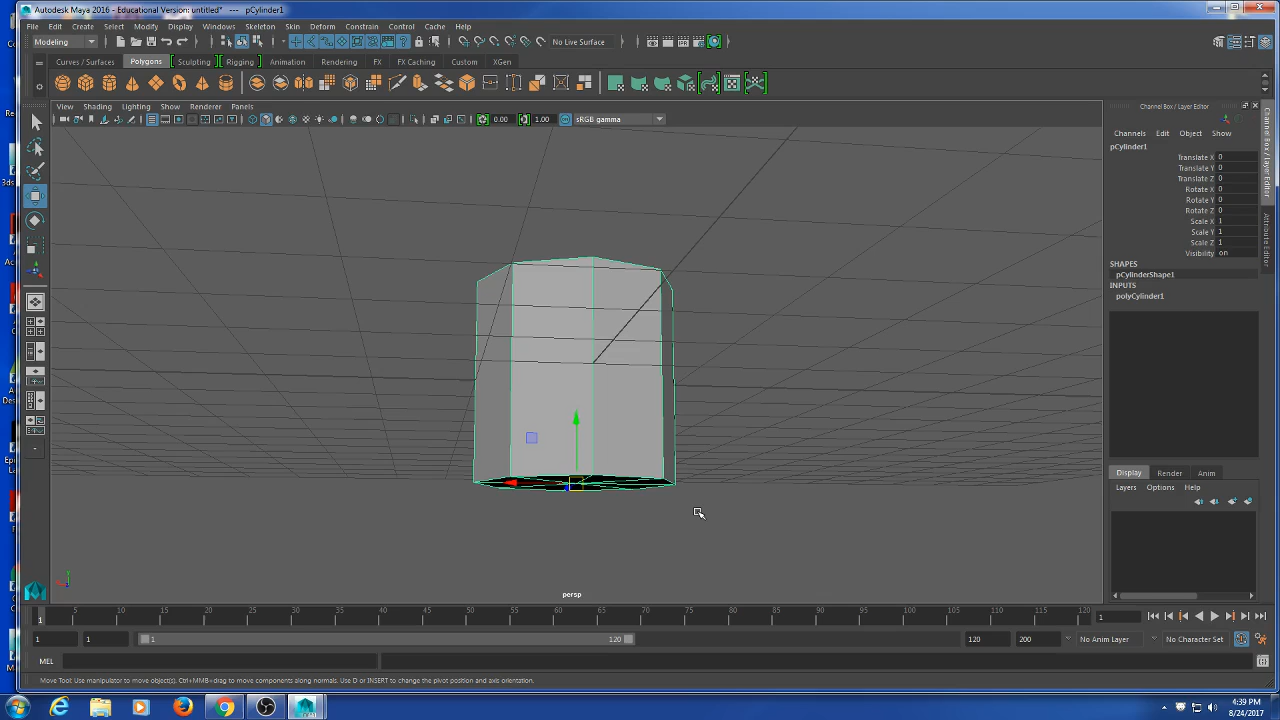 Autodesk Maya 2016 - Educational Version: untitled* --- pCylinder1
File Edit Create Select Modify Display Windows Skeleton Skin Deform Constrain Control Cache Help
Modeling
No Live Surface
Curves / Surfaces Polygons Sculpting Rigging Animation Rendering FX FX Caching Custom XGen
View Shading Lighting Show Renderer Panels
0.00 1.00 sRGB gamma
Channel Box / Layer Editor
Channels Edit Object Show
pCylinder1
Translate X 0
Translate Y 0
Translate Z 0
Rotate X 0
Rotate Y 0
Rotate Z 0
Scale X 1
Scale Y 1
Scale Z 1
Visibility on
SHAPES
pCylinderShape1
INPUTS
polyCylinder1
Channel Box / Layer Editor
Attribute Editor
Display Render Anim
Layers Options Help
persp
5 10 15 20 25 30 35 40 45 50 55 60 65 70 75 80 85 90 95 100 105 110 115 120
1
1
1 1 1 120 120 200 No Anim Layer No Character Set
MEL
Move Tool: Use manipulator to move object(s). Ctrl+MMB+drag to move components along normals. Use D or INSERT to change the pivot position and axis orientation.
4:39 PM
8/24/2017